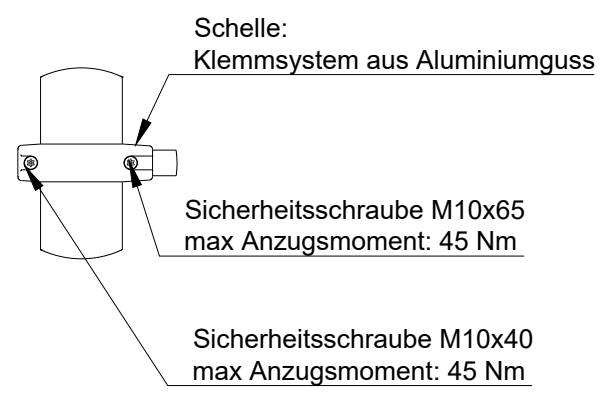 Schelle:
Klemmsystem aus Aluminiumguss
Sicherheitsschraube M10x65
max Anzugsmoment: 45 Nm
Sicherheitsschraube M10x40
max Anzugsmoment: 45 Nm